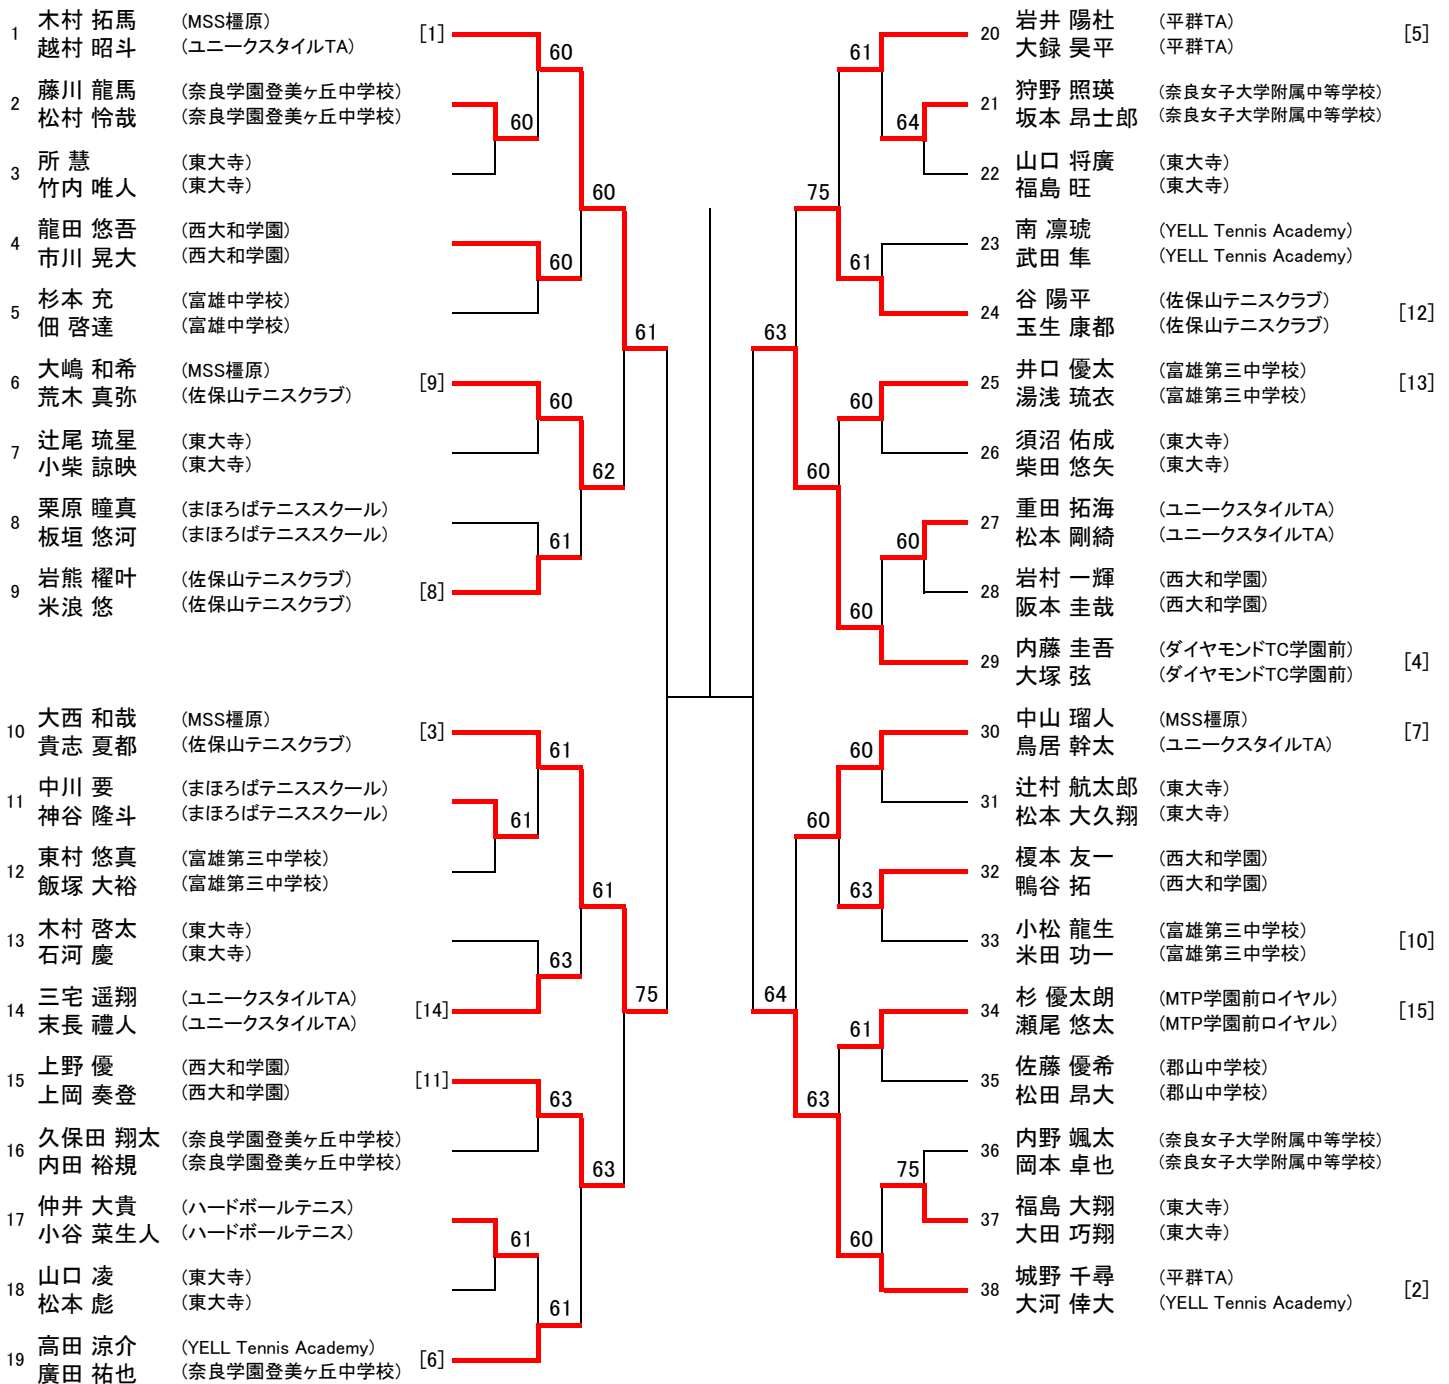 1 木村 拓馬 (MSS橿原) [1]
越村 昭斗 (ユニークスタイルTA)
60
2 藤川 龍馬 (奈良学園登美ヶ丘中学校)
松村 怜哉 (奈良学園登美ヶ丘中学校)
60
3 所 慧 (東大寺)
竹内 唯人 (東大寺)
60
4 龍田 悠吾 (西大和学園)
市川 晃大 (西大和学園)
60
5 杉本 充 (富雄中学校)
佃 啓達 (富雄中学校)
61
6 大嶋 和希 (MSS橿原) [9]
荒木 真弥 (佐保山テニスクラブ)
60
7 辻尾 琉星 (東大寺)
小柴 諒映 (東大寺)
62
8 栗原 瞳真 (まほろばテニススクール)
板垣 悠河 (まほろばテニススクール)
61
9 岩熊 櫂叶 (佐保山テニスクラブ) [8]
米浪 悠 (佐保山テニスクラブ)
10 大西 和哉 (MSS橿原) [3]
貴志 夏都 (佐保山テニスクラブ)
61
11 中川 要 (まほろばテニススクール)
神谷 隆斗 (まほろばテニススクール)
61
12 東村 悠真 (富雄第三中学校)
飯塚 大裕 (富雄第三中学校)
61
13 木村 啓太 (東大寺)
石河 慶 (東大寺)
63
14 三宅 遥翔 (ユニークスタイルTA) [14]
末長 禮人 (ユニークスタイルTA)
75
15 上野 優 (西大和学園) [11]
上岡 奏登 (西大和学園)
63
16 久保田 翔太 (奈良学園登美ヶ丘中学校)
内田 裕規 (奈良学園登美ヶ丘中学校)
63
17 仲井 大貴 (ハードボールテニス)
小谷 菜生人 (ハードボールテニス)
61
18 山口 凌 (東大寺)
松本 彪 (東大寺)
61
19 高田 涼介 (YELL Tennis Academy) [6]
廣田 祐也 (奈良学園登美ヶ丘中学校)
20 岩井 陽杜 (平群TA) [5]
大録 昊平 (平群TA)
61
21 狩野 照瑛 (奈良女子大学附属中等学校)
坂本 昂士郎 (奈良女子大学附属中等学校)
64
22 山口 将廣 (東大寺)
福島 旺 (東大寺)
75
23 南 凛琥 (YELL Tennis Academy)
武田 隼 (YELL Tennis Academy)
61
24 谷 陽平 (佐保山テニスクラブ) [12]
玉生 康都 (佐保山テニスクラブ)
63
25 井口 優太 (富雄第三中学校) [13]
湯浅 琉衣 (富雄第三中学校)
60
26 須沼 佑成 (東大寺)
柴田 悠矢 (東大寺)
60
27 重田 拓海 (ユニークスタイルTA)
松本 剛綺 (ユニークスタイルTA)
60
28 岩村 一輝 (西大和学園)
阪本 圭哉 (西大和学園)
60
29 内藤 圭吾 (ダイヤモンドTC学園前) [4]
大塚 弦 (ダイヤモンドTC学園前)
30 中山 瑠人 (MSS橿原) [7]
鳥居 幹太 (ユニークスタイルTA)
60
31 辻村 航太郎 (東大寺)
松本 大久翔 (東大寺)
60
32 榎本 友一 (西大和学園)
鴨谷 拓 (西大和学園)
63
33 小松 龍生 (富雄第三中学校) [10]
米田 功一 (富雄第三中学校)
64
34 杉 優太朗 (MTP学園前ロイヤル) [15]
瀬尾 悠太 (MTP学園前ロイヤル)
61
35 佐藤 優希 (郡山中学校)
松田 昂大 (郡山中学校)
63
36 内野 颯太 (奈良女子大学附属中等学校)
岡本 卓也 (奈良女子大学附属中等学校)
75
37 福島 大翔 (東大寺)
大田 巧翔 (東大寺)
60
38 城野 千尋 (平群TA) [2]
大河 倖大 (YELL Tennis Academy)